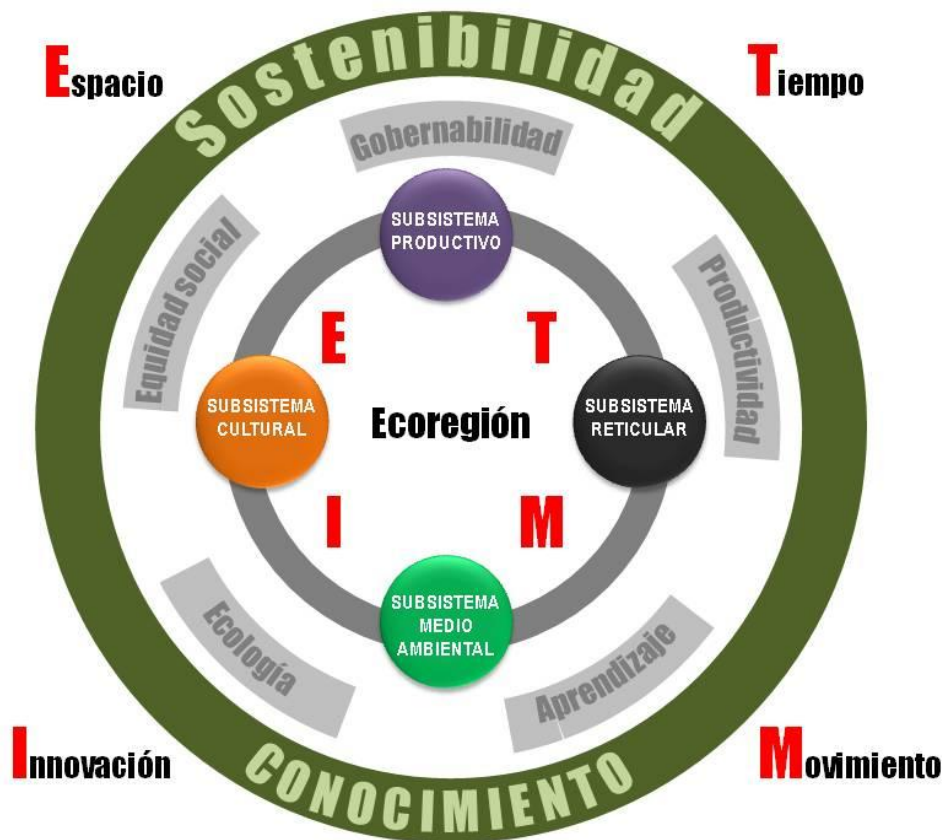 Sostenibilidad
Espacio
Tiempo
Gobernabilidad
Equidad social
Productividad
SUBSISTEMA
PRODUCTIVO
E
T
SUBSISTEMA
CULTURAL
Ecoregión
SUBSISTEMA
RETICULAR
I
M
SUBSISTEMA
MEDIO
AMBIENTAL
Ecología
Aprendizaje
Innovación
Movimiento
CONOCIMIENTO